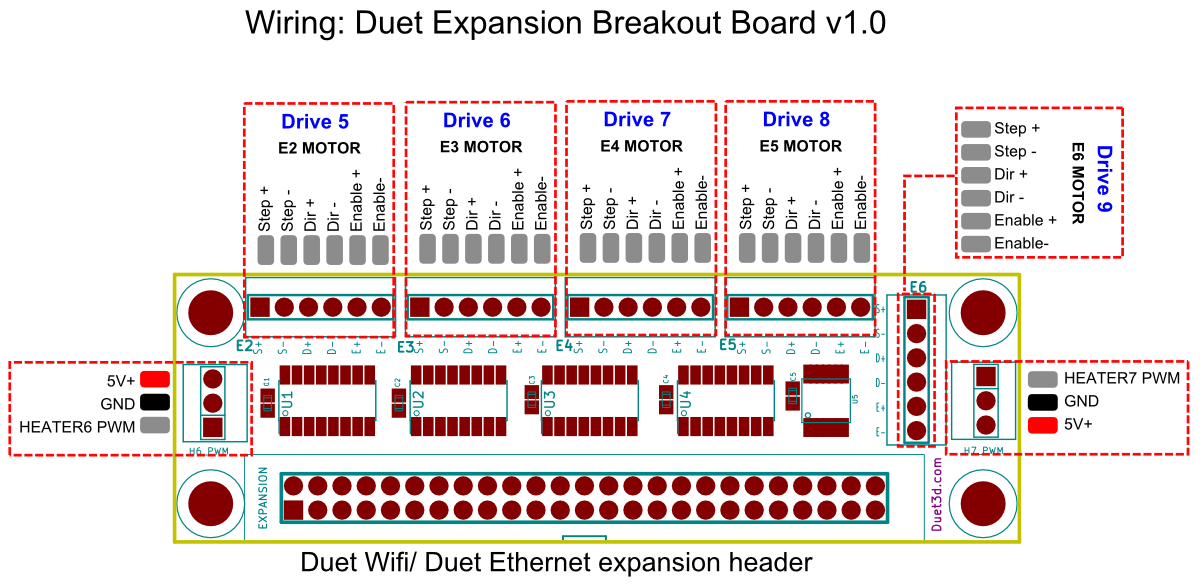 Wiring: Duet Expansion Breakout Board v1.0
Drive 5
E2 MOTOR
Step +
Step -
Dir +
Dir -
Enable +
Enable-
Drive 6
E3 MOTOR
Step +
Step -
Dir +
Dir -
Enable +
Enable-
Drive 7
E4 MOTOR
Step +
Step -
Dir +
Dir -
Enable +
Enable-
Drive 8
E5 MOTOR
Step +
Step -
Dir +
Dir -
Enable +
Enable-
Drive 9
E6 MOTOR
Step +
Step -
Dir +
Dir -
Enable +
Enable-
E2
S+
S-
D+
D-
E+
E-
E3
S+
S-
D+
D-
E+
E-
E4
S+
S-
D+
D-
E+
E-
E5
S+
S-
D+
D-
E+
E-
E6
S+
S-
D+
D-
E+
E-
5V+
GND
HEATER6 PWM
H6 PWM
C1
U1
C2
U2
C3
U3
C4
U4
C5
U5
HEATER7 PWM
GND
5V+
H7 PWM
EXPANSION
Duet3d.com
Duet Wifi/ Duet Ethernet expansion header